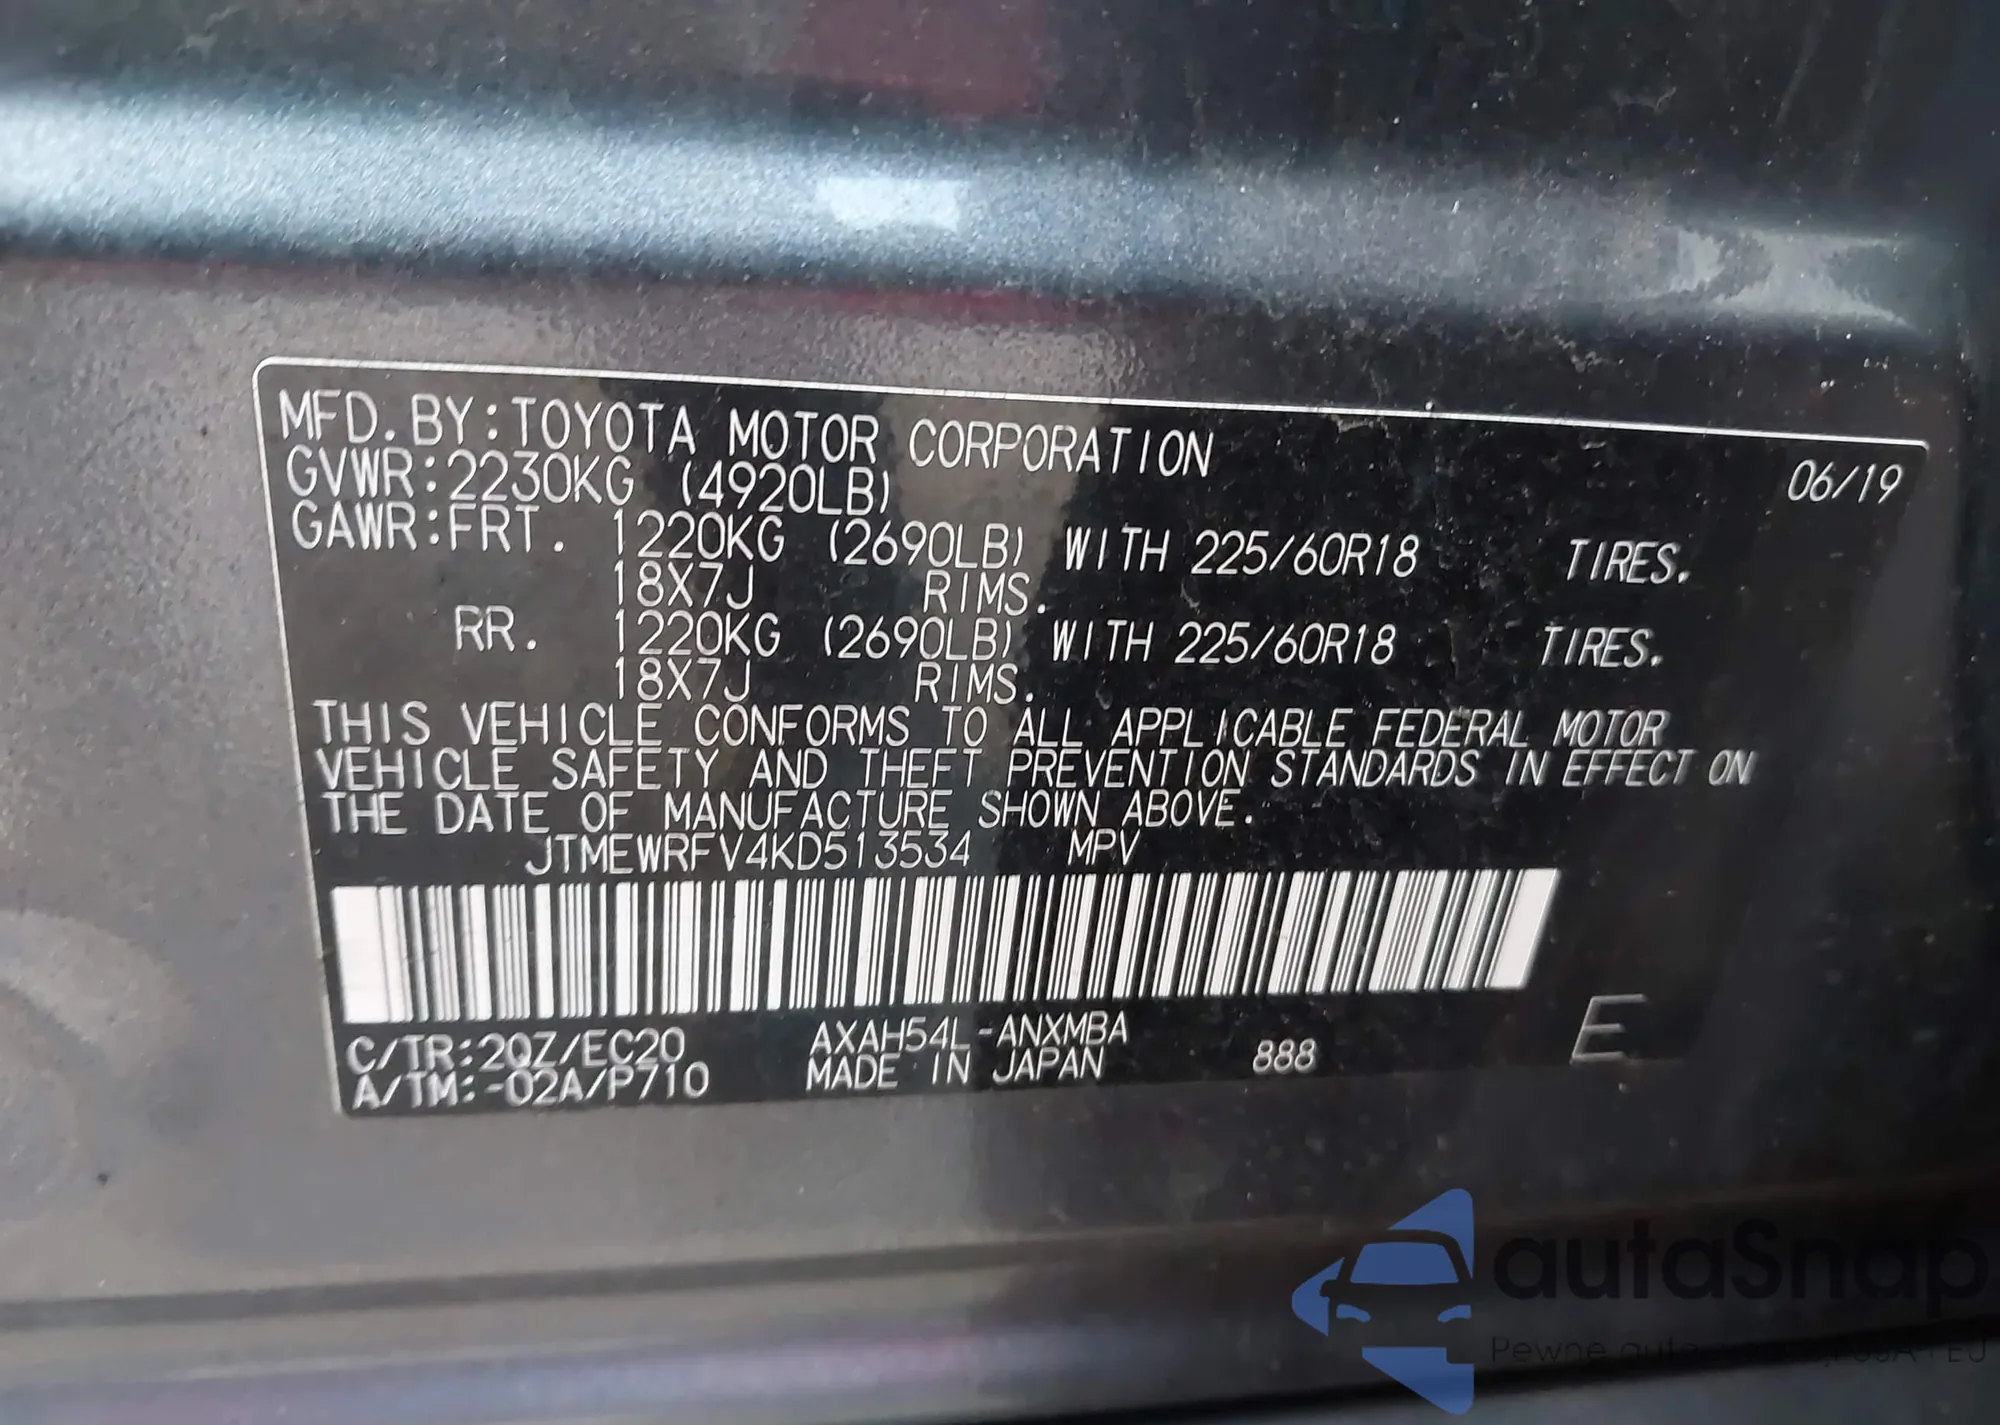 MFD.BY:TOYOTA MOTOR CORPORATION 06/19
GVWR:2230KG (4920LB)
GAWR:FRT. 1220KG (2690LB) WITH 225/60R18 TIRES.
18X7J RIMS.
RR. 1220KG (2690LB) WITH 225/60R18 TIRES.
18X7J RIMS.
THIS VEHICLE CONFORMS TO ALL APPLICABLE FEDERAL MOTOR
VEHICLE SAFETY AND THEFT PREVENTION STANDARDS IN EFFECT ON
THE DATE OF MANUFACTURE SHOWN ABOVE.
JTMEWRFV4KD513534 MPV
C/TR:2QZ/EC20 AXAH54L-ANXMBA
A/TM:-02A/P710 MADE IN JAPAN 888 E
autaSnap
Pewne auta